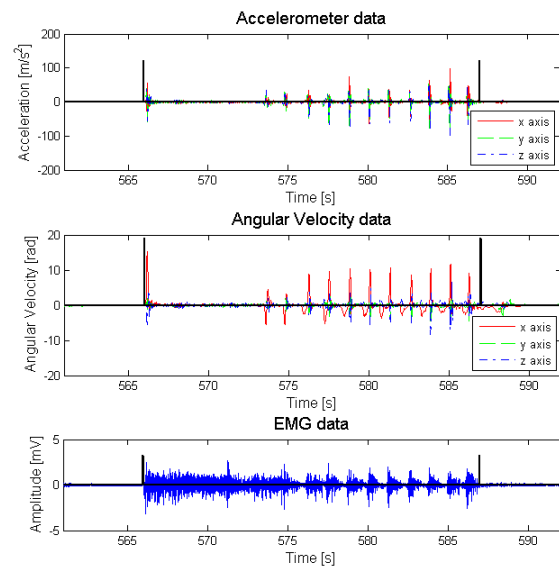 Accelerometer data
Acceleration [m/s²]
200
100
0
-100
-200
565 570 575 580 585 590
Time [s]
x axis
y axis
z axis
Angular Velocity data
Angular Velocity [rad]
20
10
0
-10
-20
565 570 575 580 585 590
Time [s]
x axis
y axis
z axis
EMG data
Amplitude [mV]
5
0
-5
565 570 575 580 585 590
Time [s]